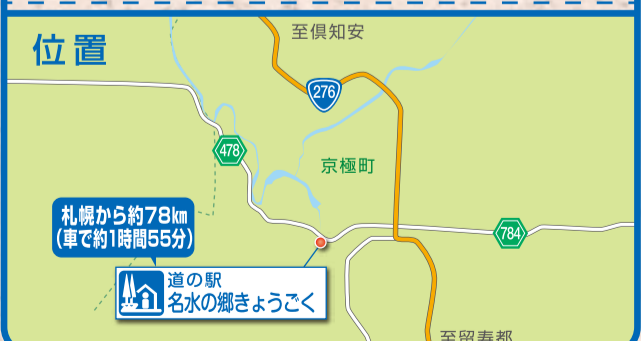 位置
至倶知安
276
478
京極町
札幌から約78km
(車で約1時間55分)
784
道の駅
名水の郷きょうごく
至留寿都